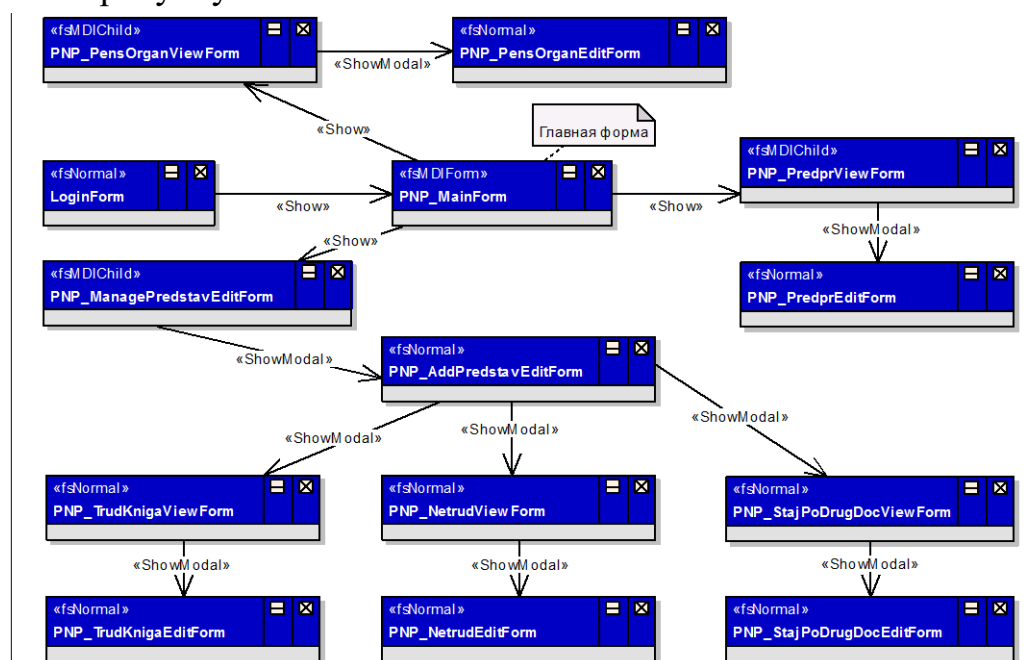 «fsMDIChild»
PNP_PensOrganViewForm
«ShowModal»
«fsNormal»
PNP_PensOrganEditForm
«Show»
Главная форма
«fsNormal»
LoginForm
«Show»
«fsMDIForm»
PNP_MainForm
«Show»
«fsMDIChild»
PNP_PredprViewForm
«ShowModal»
«Show»
«fsMDIChild»
PNP_ManagePredstavEditForm
«fsNormal»
PNP_PredprEditForm
«ShowModal»
«fsNormal»
PNP_AddPredstavEditForm
«ShowModal»
«ShowModal»
«ShowModal»
«fsNormal»
PNP_TrudKnigaViewForm
«fsNormal»
PNP_NetrudViewForm
«fsNormal»
PNP_StajPoDrugDocViewForm
«ShowModal»
«ShowModal»
«ShowModal»
«fsNormal»
PNP_TrudKnigaEditForm
«fsNormal»
PNP_NetrudEditForm
«fsNormal»
PNP_StajPoDrugDocEditForm